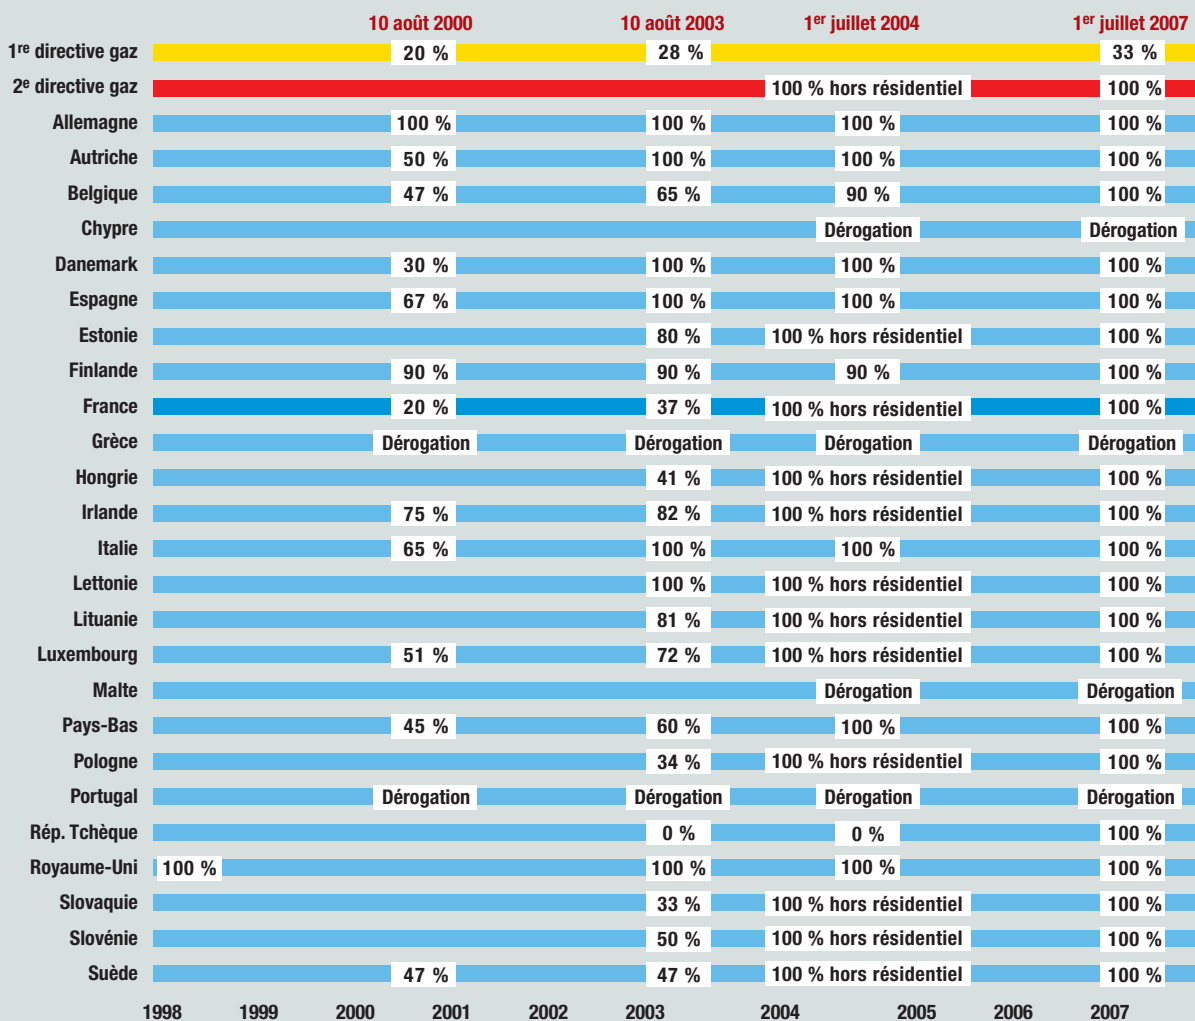 10 août 2000 10 août 2003 1er juillet 2004 1er juillet 2007
1re directive gaz 20 % 28 % 33 %
2e directive gaz 100 % hors résidentiel 100 %
Allemagne 100 % 100 % 100 % 100 %
Autriche 50 % 100 % 100 % 100 %
Belgique 47 % 65 % 90 % 100 %
Chypre Dérogation Dérogation
Danemark 30 % 100 % 100 % 100 %
Espagne 67 % 100 % 100 % 100 %
Estonie 80 % 100 % hors résidentiel 100 %
Finlande 90 % 90 % 90 % 100 %
France 20 % 37 % 100 % hors résidentiel 100 %
Grèce Dérogation Dérogation Dérogation Dérogation
Hongrie 41 % 100 % hors résidentiel 100 %
Irlande 75 % 82 % 100 % hors résidentiel 100 %
Italie 65 % 100 % 100 % 100 %
Lettonie 100 % 100 % hors résidentiel 100 %
Lituanie 81 % 100 % hors résidentiel 100 %
Luxembourg 51 % 72 % 100 % hors résidentiel 100 %
Malte Dérogation Dérogation
Pays-Bas 45 % 60 % 100 % 100 %
Pologne 34 % 100 % hors résidentiel 100 %
Portugal Dérogation Dérogation Dérogation Dérogation
Rép. Tchèque 0 % 0 % 100 %
Royaume-Uni 100 % 100 % 100 % 100 %
Slovaquie 33 % 100 % hors résidentiel 100 %
Slovénie 50 % 100 % hors résidentiel 100 %
Suède 47 % 47 % 100 % hors résidentiel 100 %
1998 1999 2000 2001 2002 2003 2004 2005 2006 2007